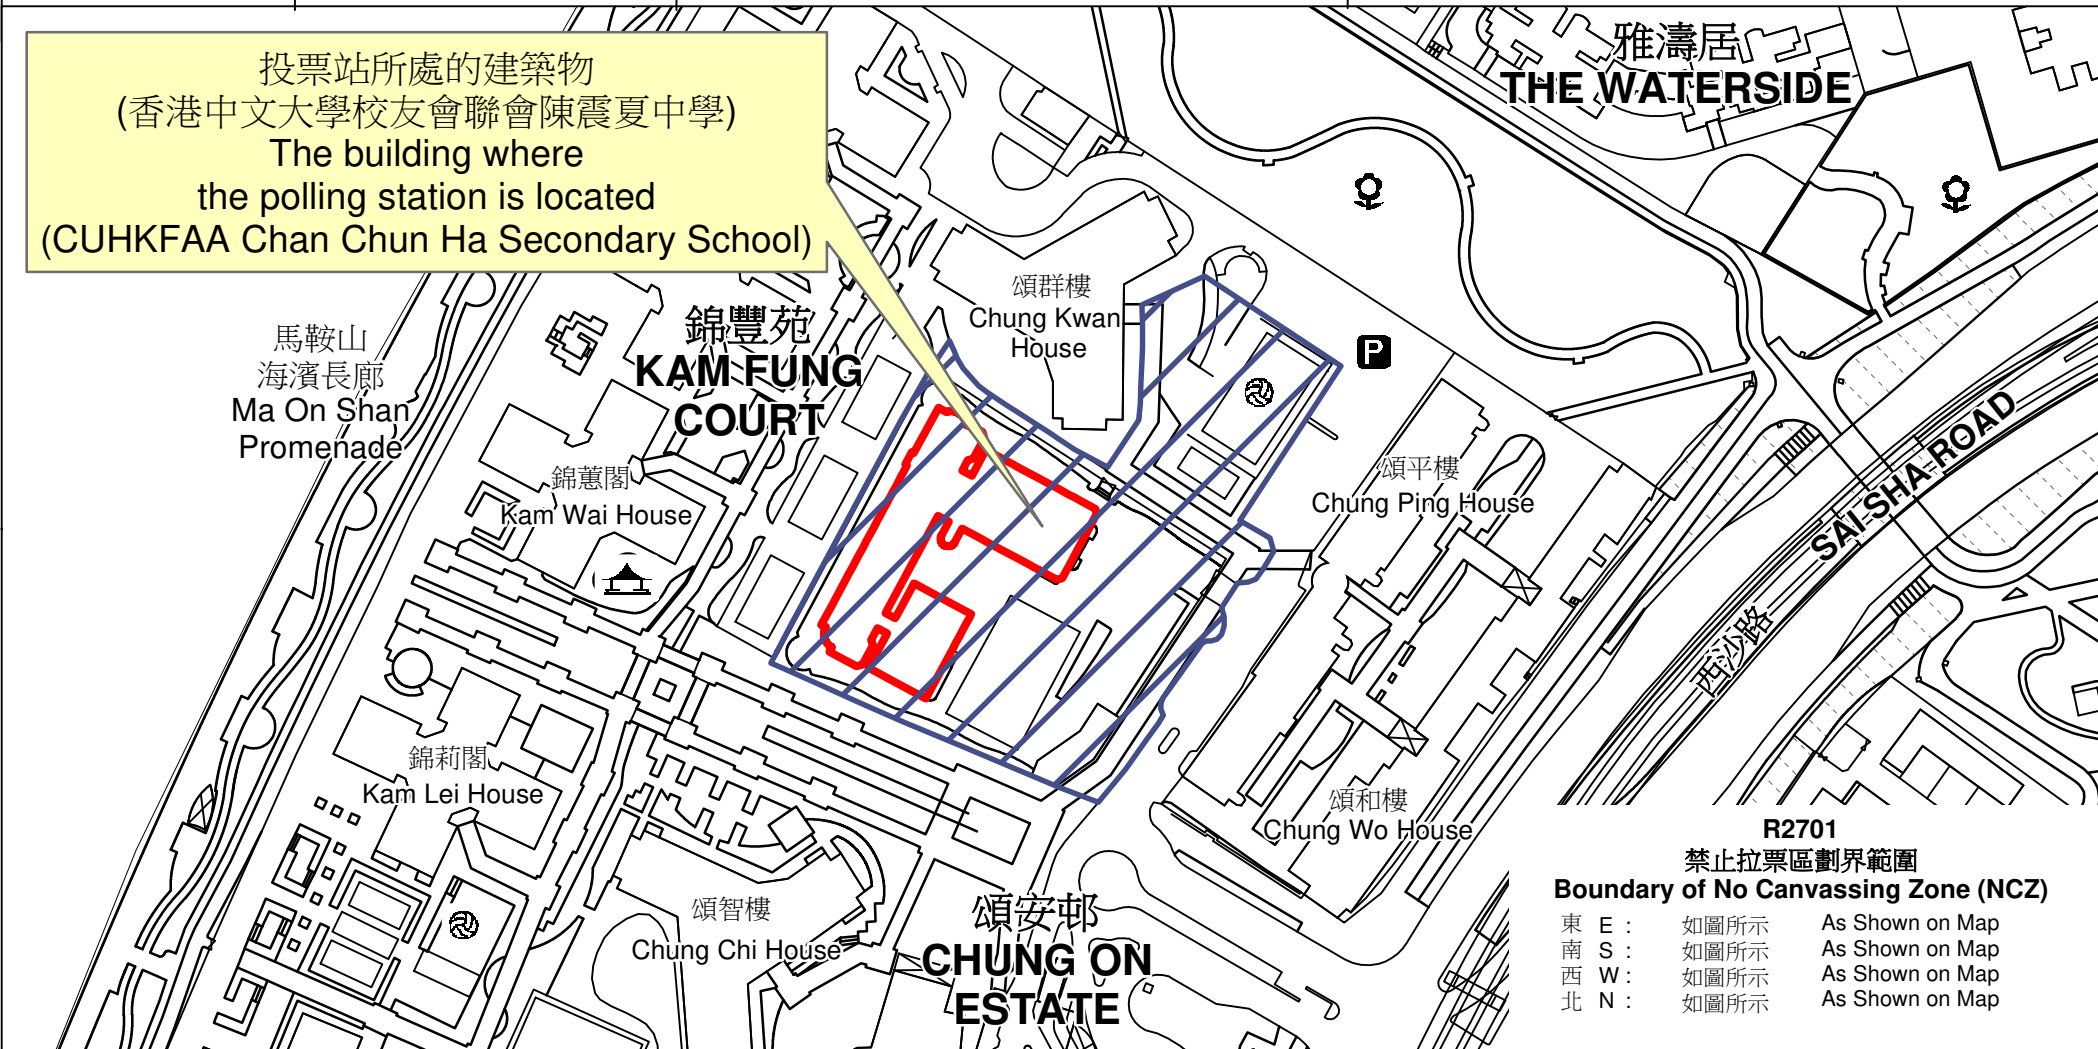 投票站所處的建築物
(香港中文大學校友會聯會陳震夏中學)
The building where
the polling station is located
(CUHKFAA Chan Chun Ha Secondary School)
雅濤居
THE WATERSIDE
馬鞍山
海濱長廊
Ma On Shan
Promenade
錦豐苑
KAM FUNG
COURT
頌群樓
Chung Kwan
House
P
錦蕙閣
Kam Wai House
頌平樓
Chung Ping House
SAI SHA ROAD
西沙路
錦莉閣
Kam Lei House
頌和樓
Chung Wo House
頌智樓
Chung Chi House
頌安邨
CHUNG ON
ESTATE
R2701
禁止拉票區劃界範圍
Boundary of No Canvassing Zone (NCZ)
東 E : 如圖所示 As Shown on Map
南 S : 如圖所示 As Shown on Map
西 W : 如圖所示 As Shown on Map
北 N : 如圖所示 As Shown on Map